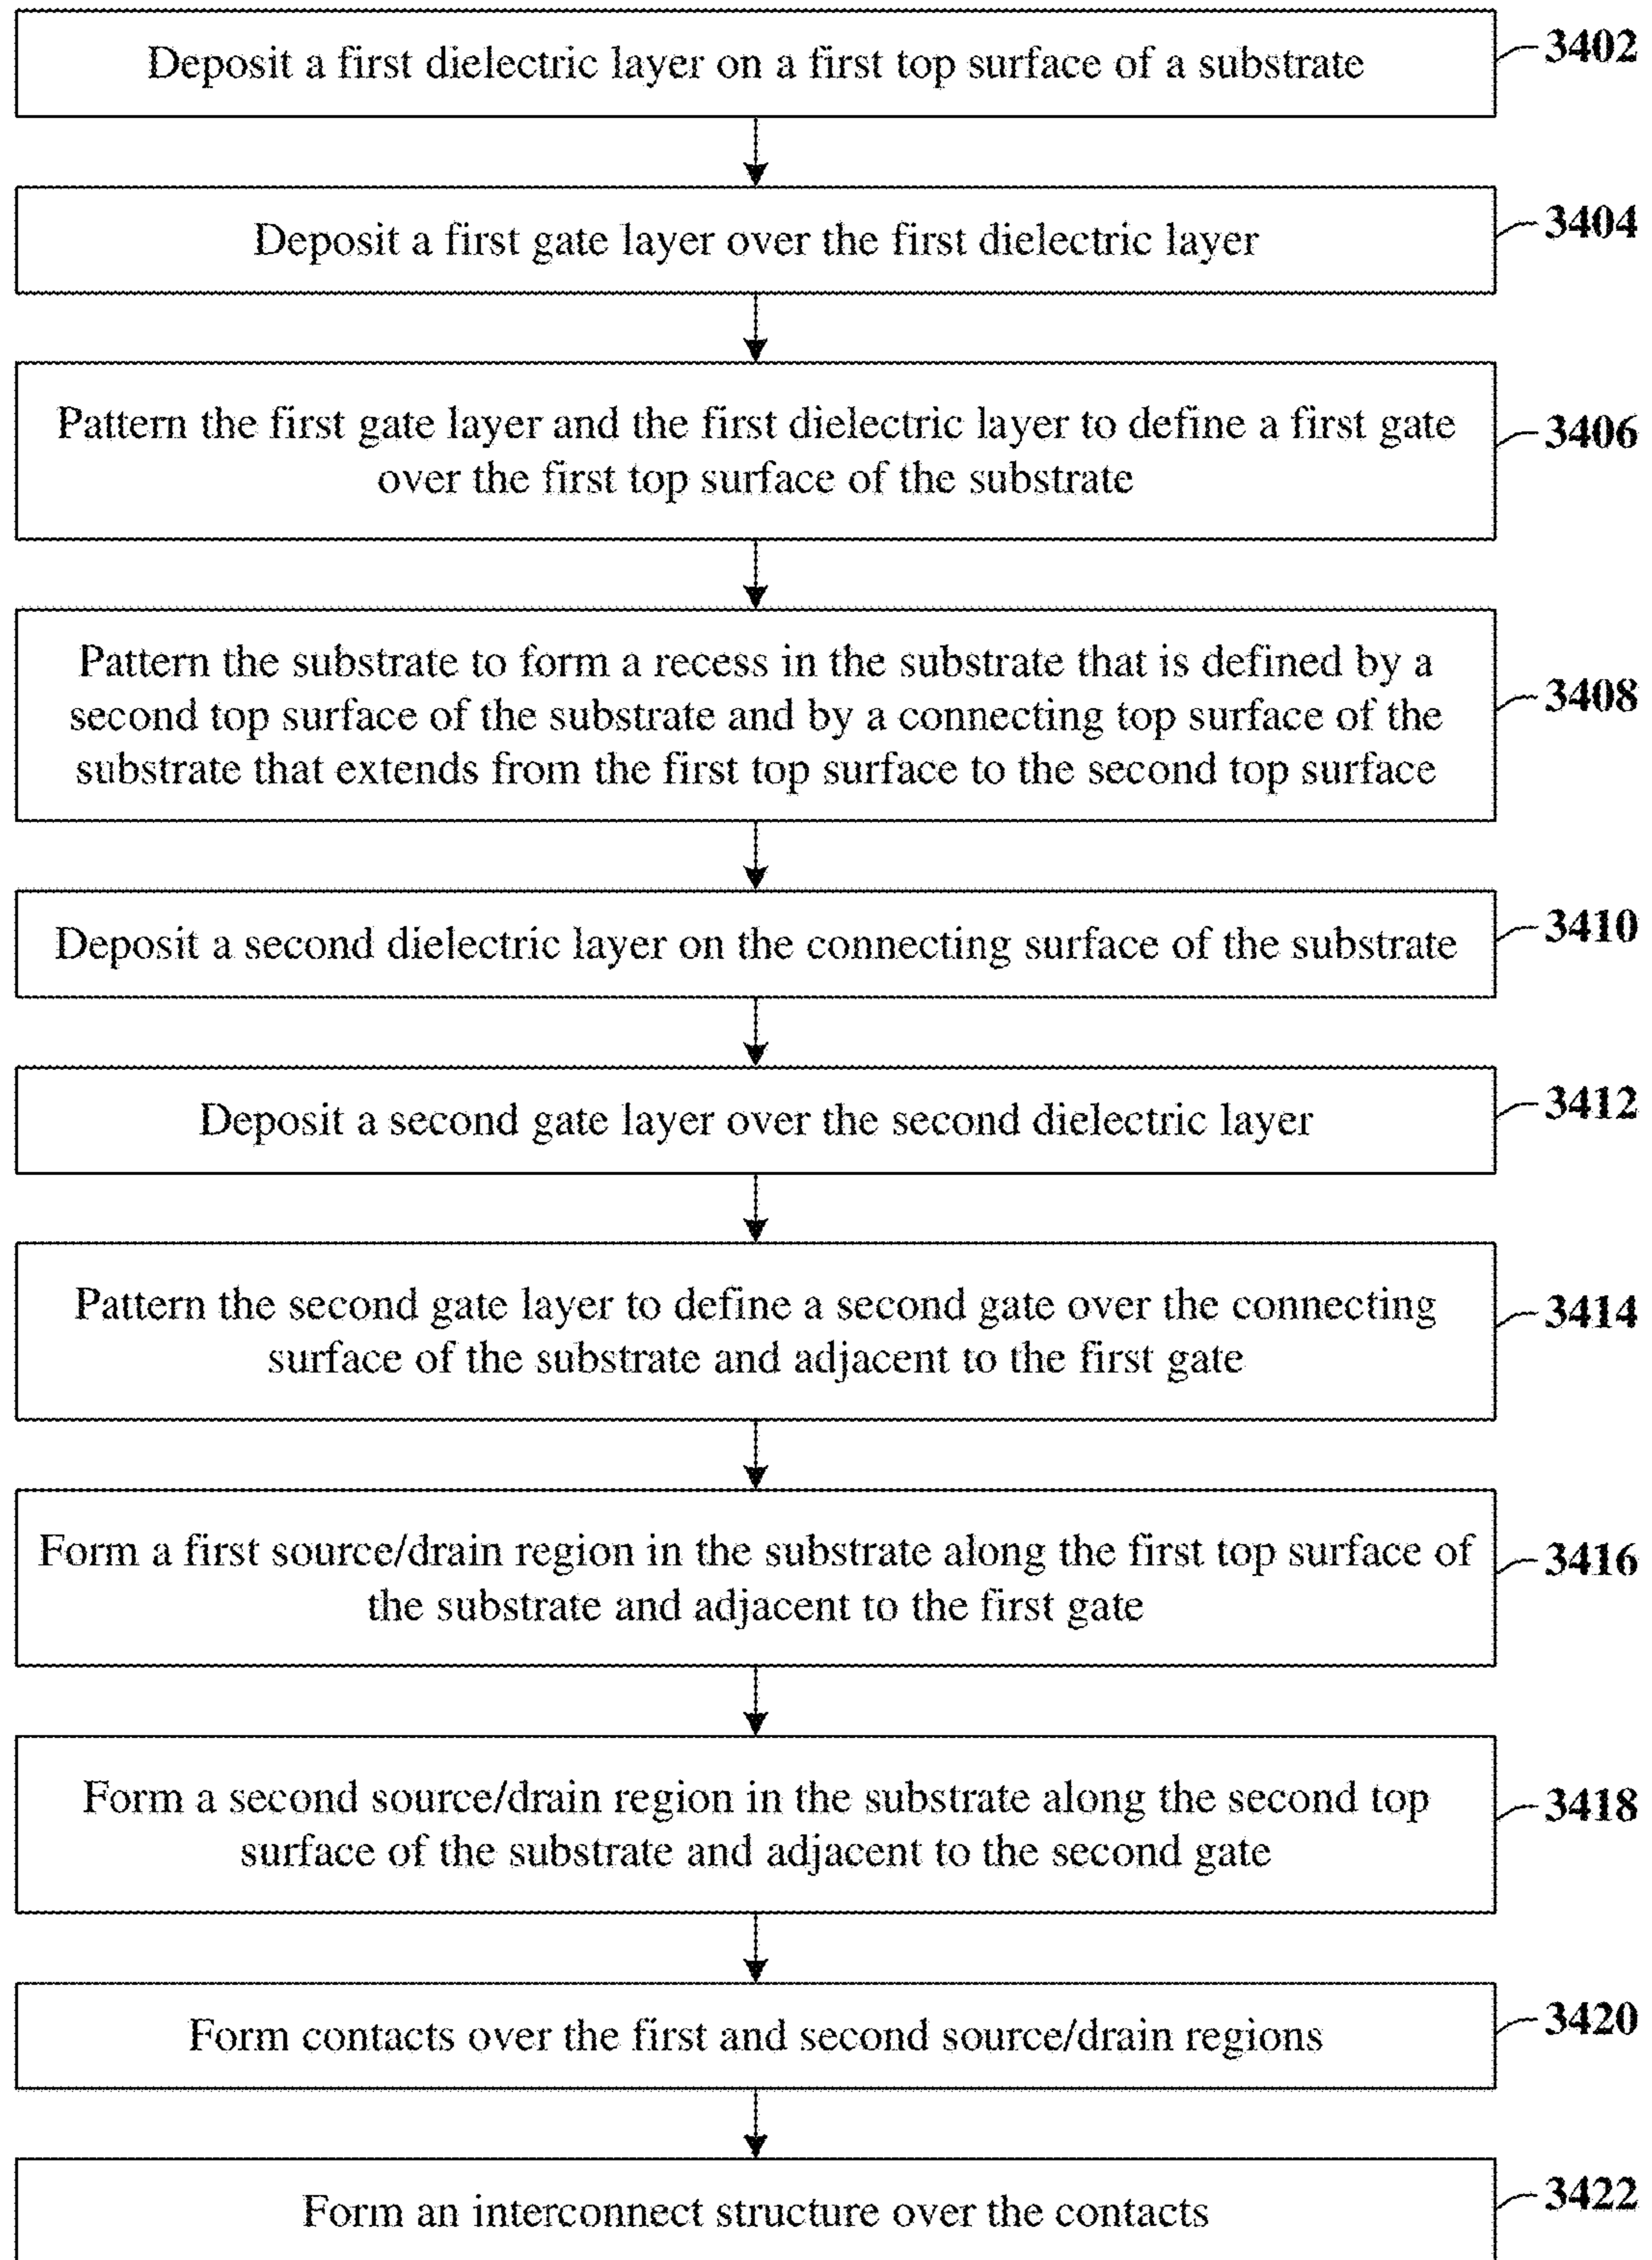 Deposit a first dielectric layer on a first top surface of a substrate
3402
Deposit a first gate layer over the first dielectric layer
3404
Pattern the first gate layer and the first dielectric layer to define a first gate
over the first top surface of the substrate
3406
Pattern the substrate to form a recess in the substrate that is defined by a
second top surface of the substrate and by a connecting top surface of the
substrate that extends from the first top surface to the second top surface
3408
Deposit a second dielectric layer on the connecting surface of the substrate
3410
Deposit a second gate layer over the second dielectric layer
3412
Pattern the second gate layer to define a second gate over the connecting
surface of the substrate and adjacent to the first gate
3414
Form a first source/drain region in the substrate along the first top surface of
the substrate and adjacent to the first gate
3416
Form a second source/drain region in the substrate along the second top
surface of the substrate and adjacent to the second gate
3418
Form contacts over the first and second source/drain regions
3420
Form an interconnect structure over the contacts
3422